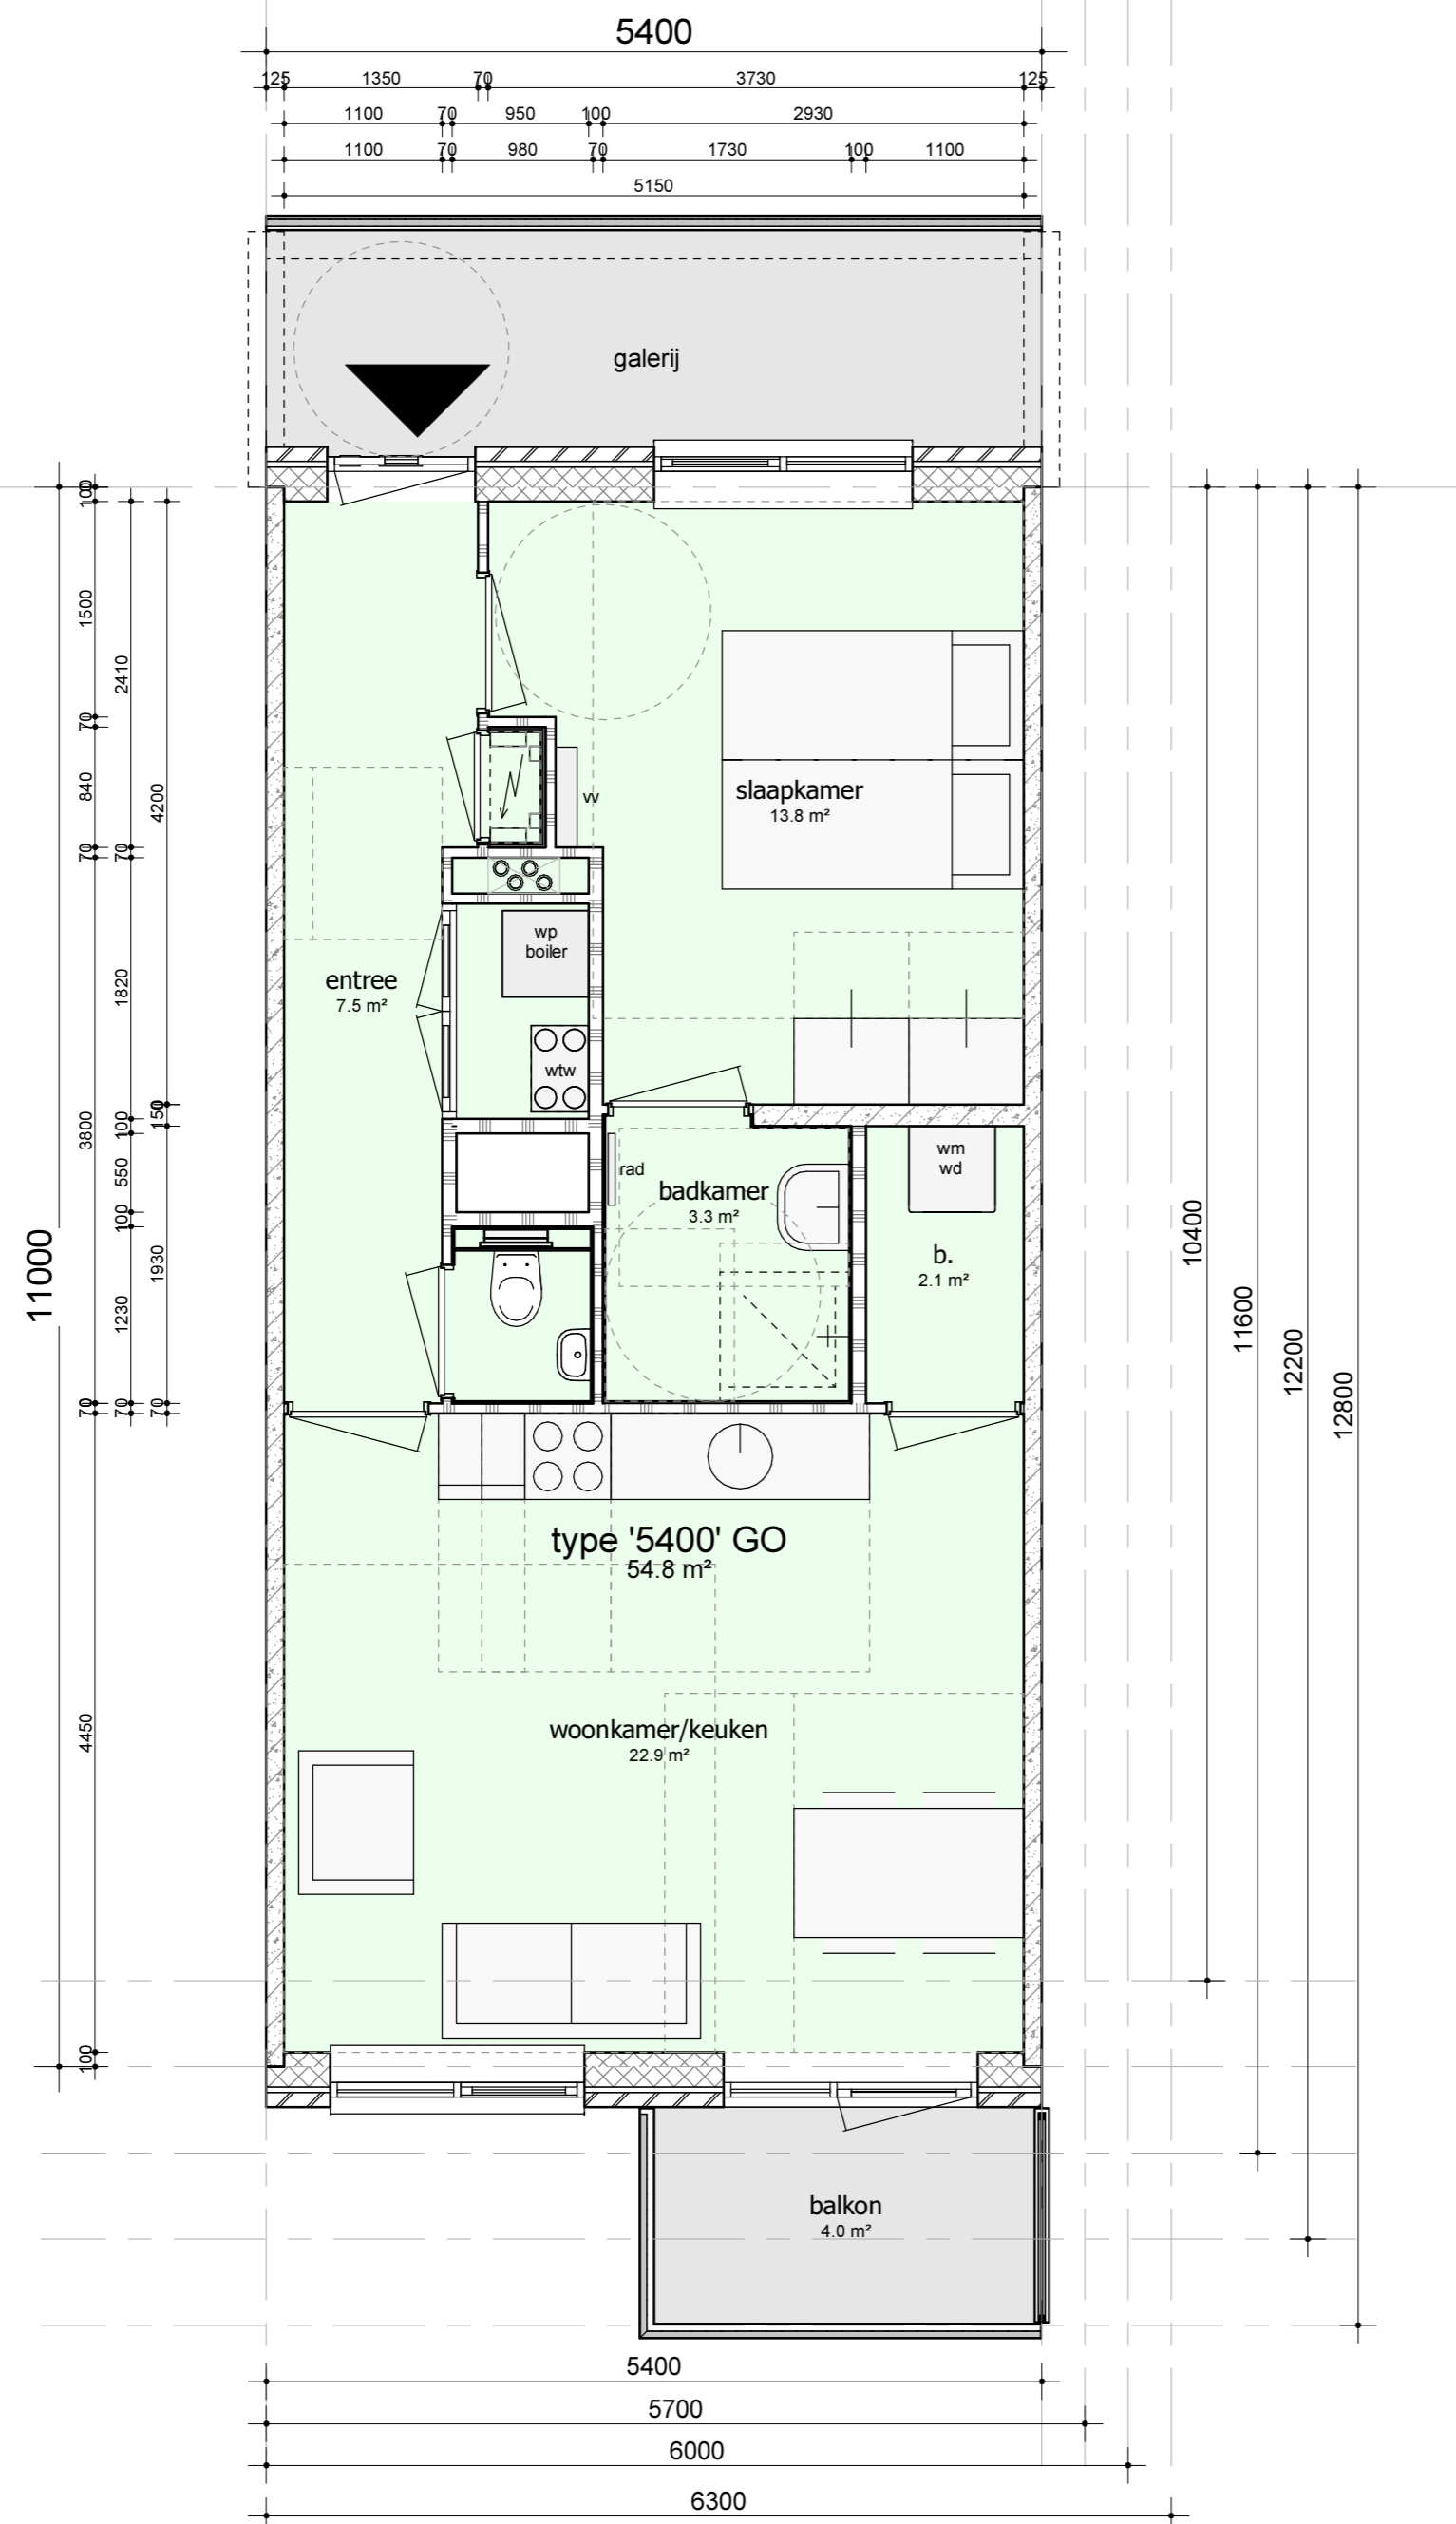 5400
125 1350 70 3730 125
1100 70 950 100 2930
1100 70 980 70 1730 100 1100
5150
galerij
100
1500
2410
70
840
4200
vv
slaapkamer
13.8 m²
70 70
wp
boiler
entree
7.5 m²
1820
wtw
3800
100
150
550
100
1930
1230
70 70 70
rad
badkamer
3.3 m²
wm
wd
b.
2.1 m²
11000
10400
11600
12200
12800
type '5400' GO
54.8 m²
woonkamer/keuken
22.9 m²
4450
100
balkon
4.0 m²
5400
5700
6000
6300